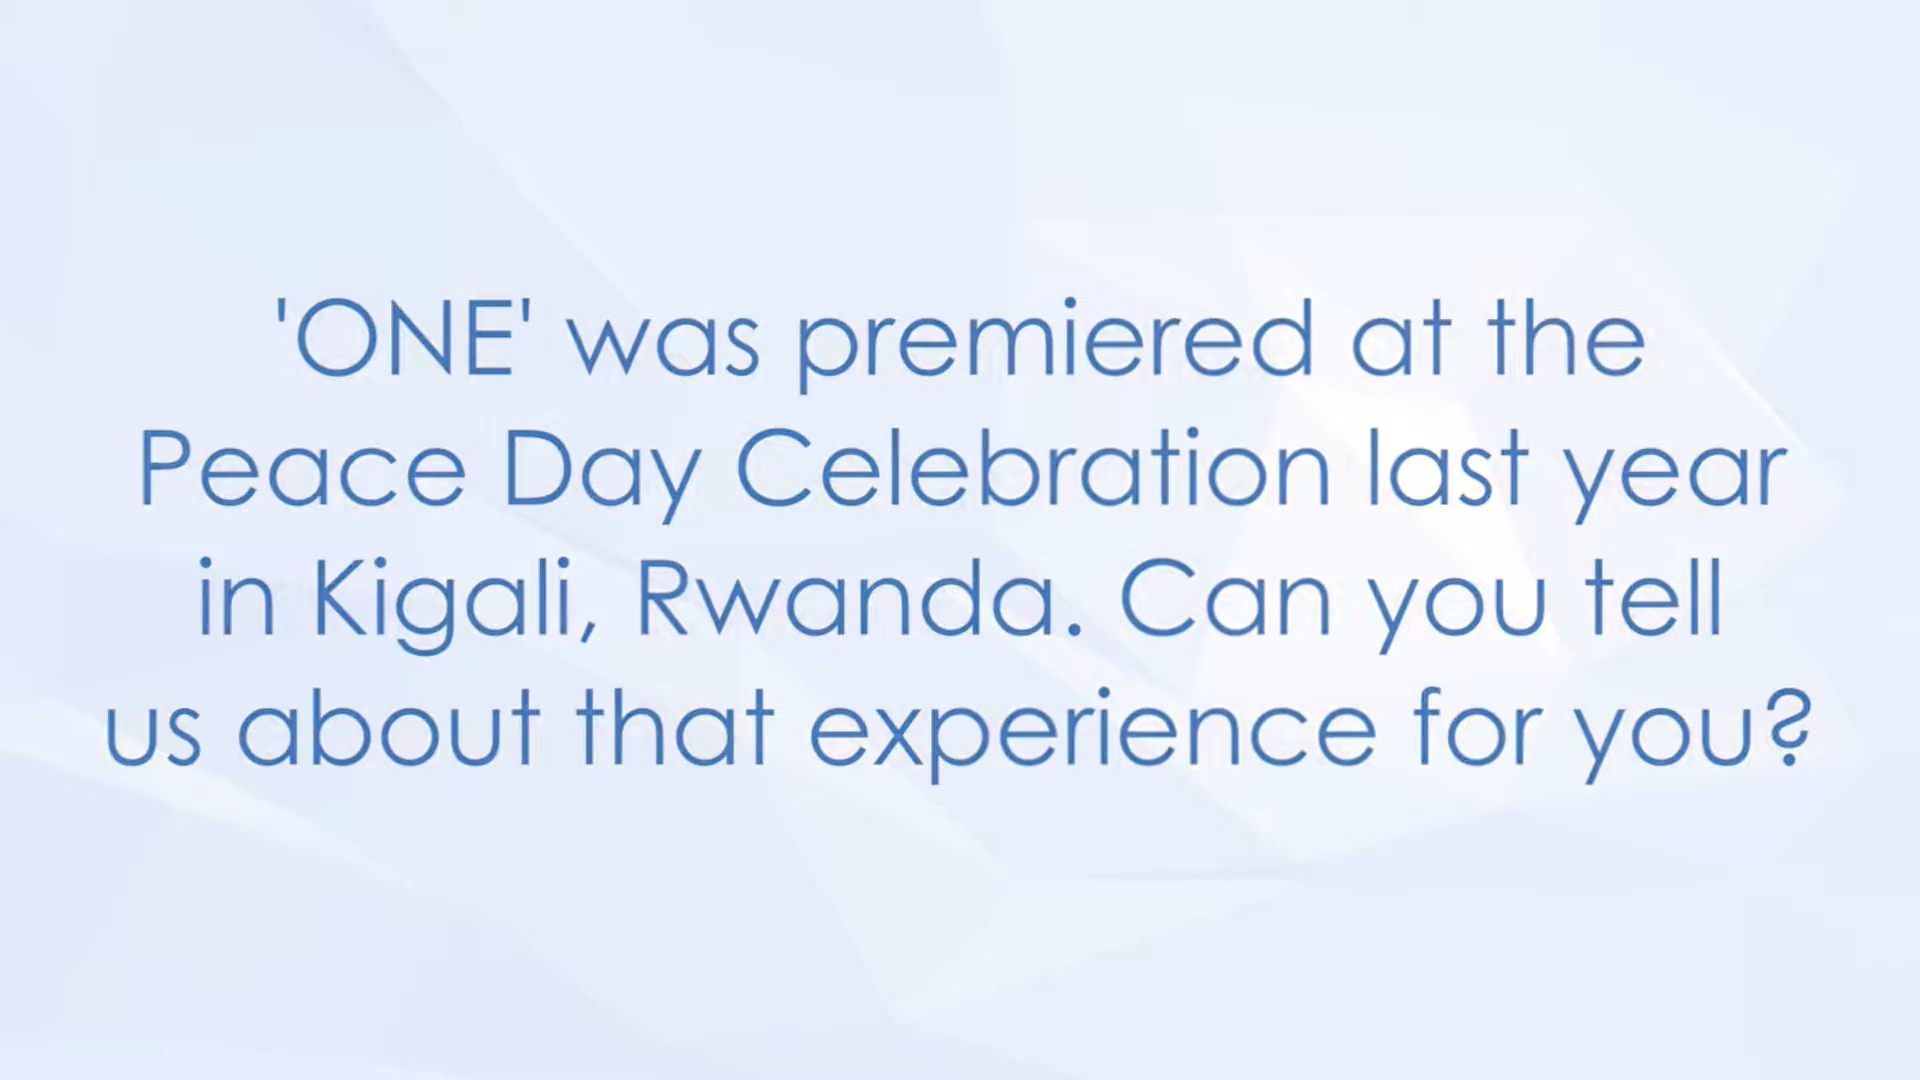 'ONE' was premiered at the
Peace Day Celebration last year
in Kigali, Rwanda. Can you tell
us about that experience for you?